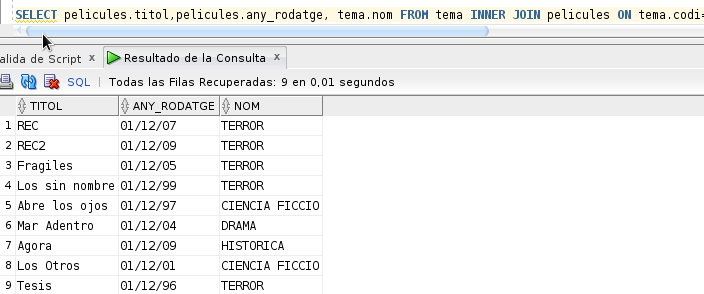 SELECT pelicules.titol,pelicules.any_rodatge, tema.nom FROM tema INNER JOIN pelicules ON tema.codi=
alida de Script x Resultado de la Consulta x
SQL | Todas las Filas Recuperadas: 9 en 0,01 segundos
TITOL ANY_RODATGE NOM
1 REC 01/12/07 TERROR
2 REC2 01/12/09 TERROR
3 Fragiles 01/12/05 TERROR
4 Los sin nombre 01/12/99 TERROR
5 Abre los ojos 01/12/97 CIENCIA FICCIO
6 Mar Adentro 01/12/04 DRAMA
7 Agora 01/12/09 HISTORICA
8 Los Otros 01/12/01 CIENCIA FICCIO
9 Tesis 01/12/96 TERROR